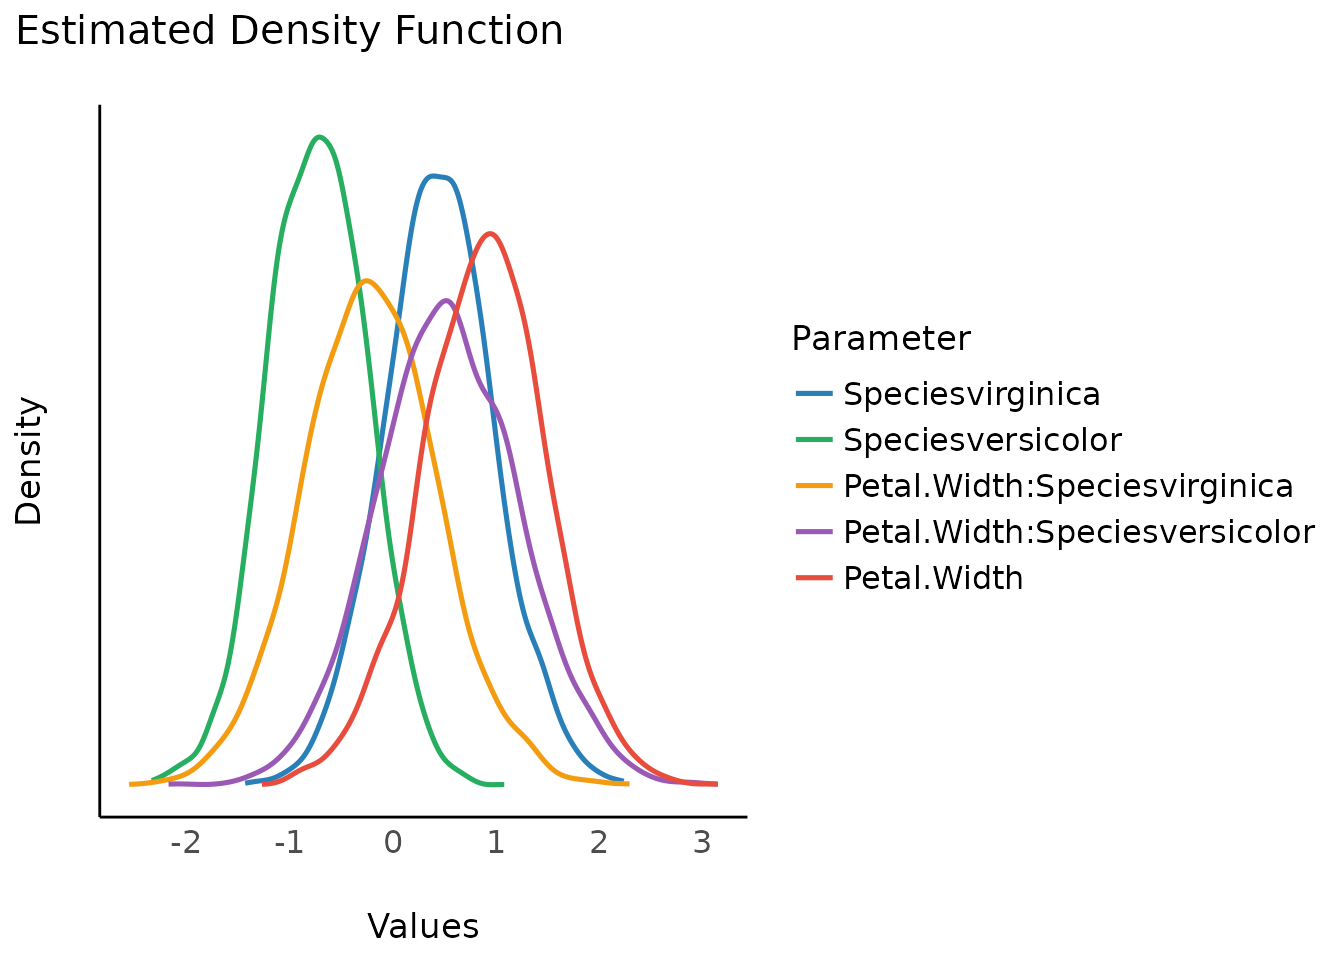 Estimated Density Function
Density
Parameter
Speciesvirginica
Speciesversicolor
Petal.Width:Speciesvirginica
Petal.Width:Speciesversicolor
Petal.Width
-2 -1 0 1 2 3
Values